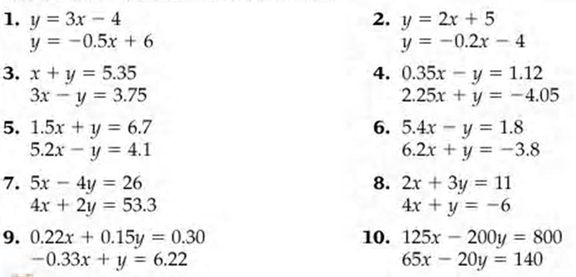 1. y = 3x − 4
y = −0.5x + 6
2. y = 2x + 5
y = −0.2x − 4
3. x + y = 5.35
3x − y = 3.75
4. 0.35x − y = 1.12
2.25x + y = −4.05
5. 1.5x + y = 6.7
5.2x − y = 4.1
6. 5.4x − y = 1.8
6.2x + y = −3.8
7. 5x − 4y = 26
4x + 2y = 53.3
8. 2x + 3y = 11
4x + y = −6
9. 0.22x + 0.15y = 0.30
−0.33x + y = 6.22
10. 125x − 200y = 800
65x − 20y = 140